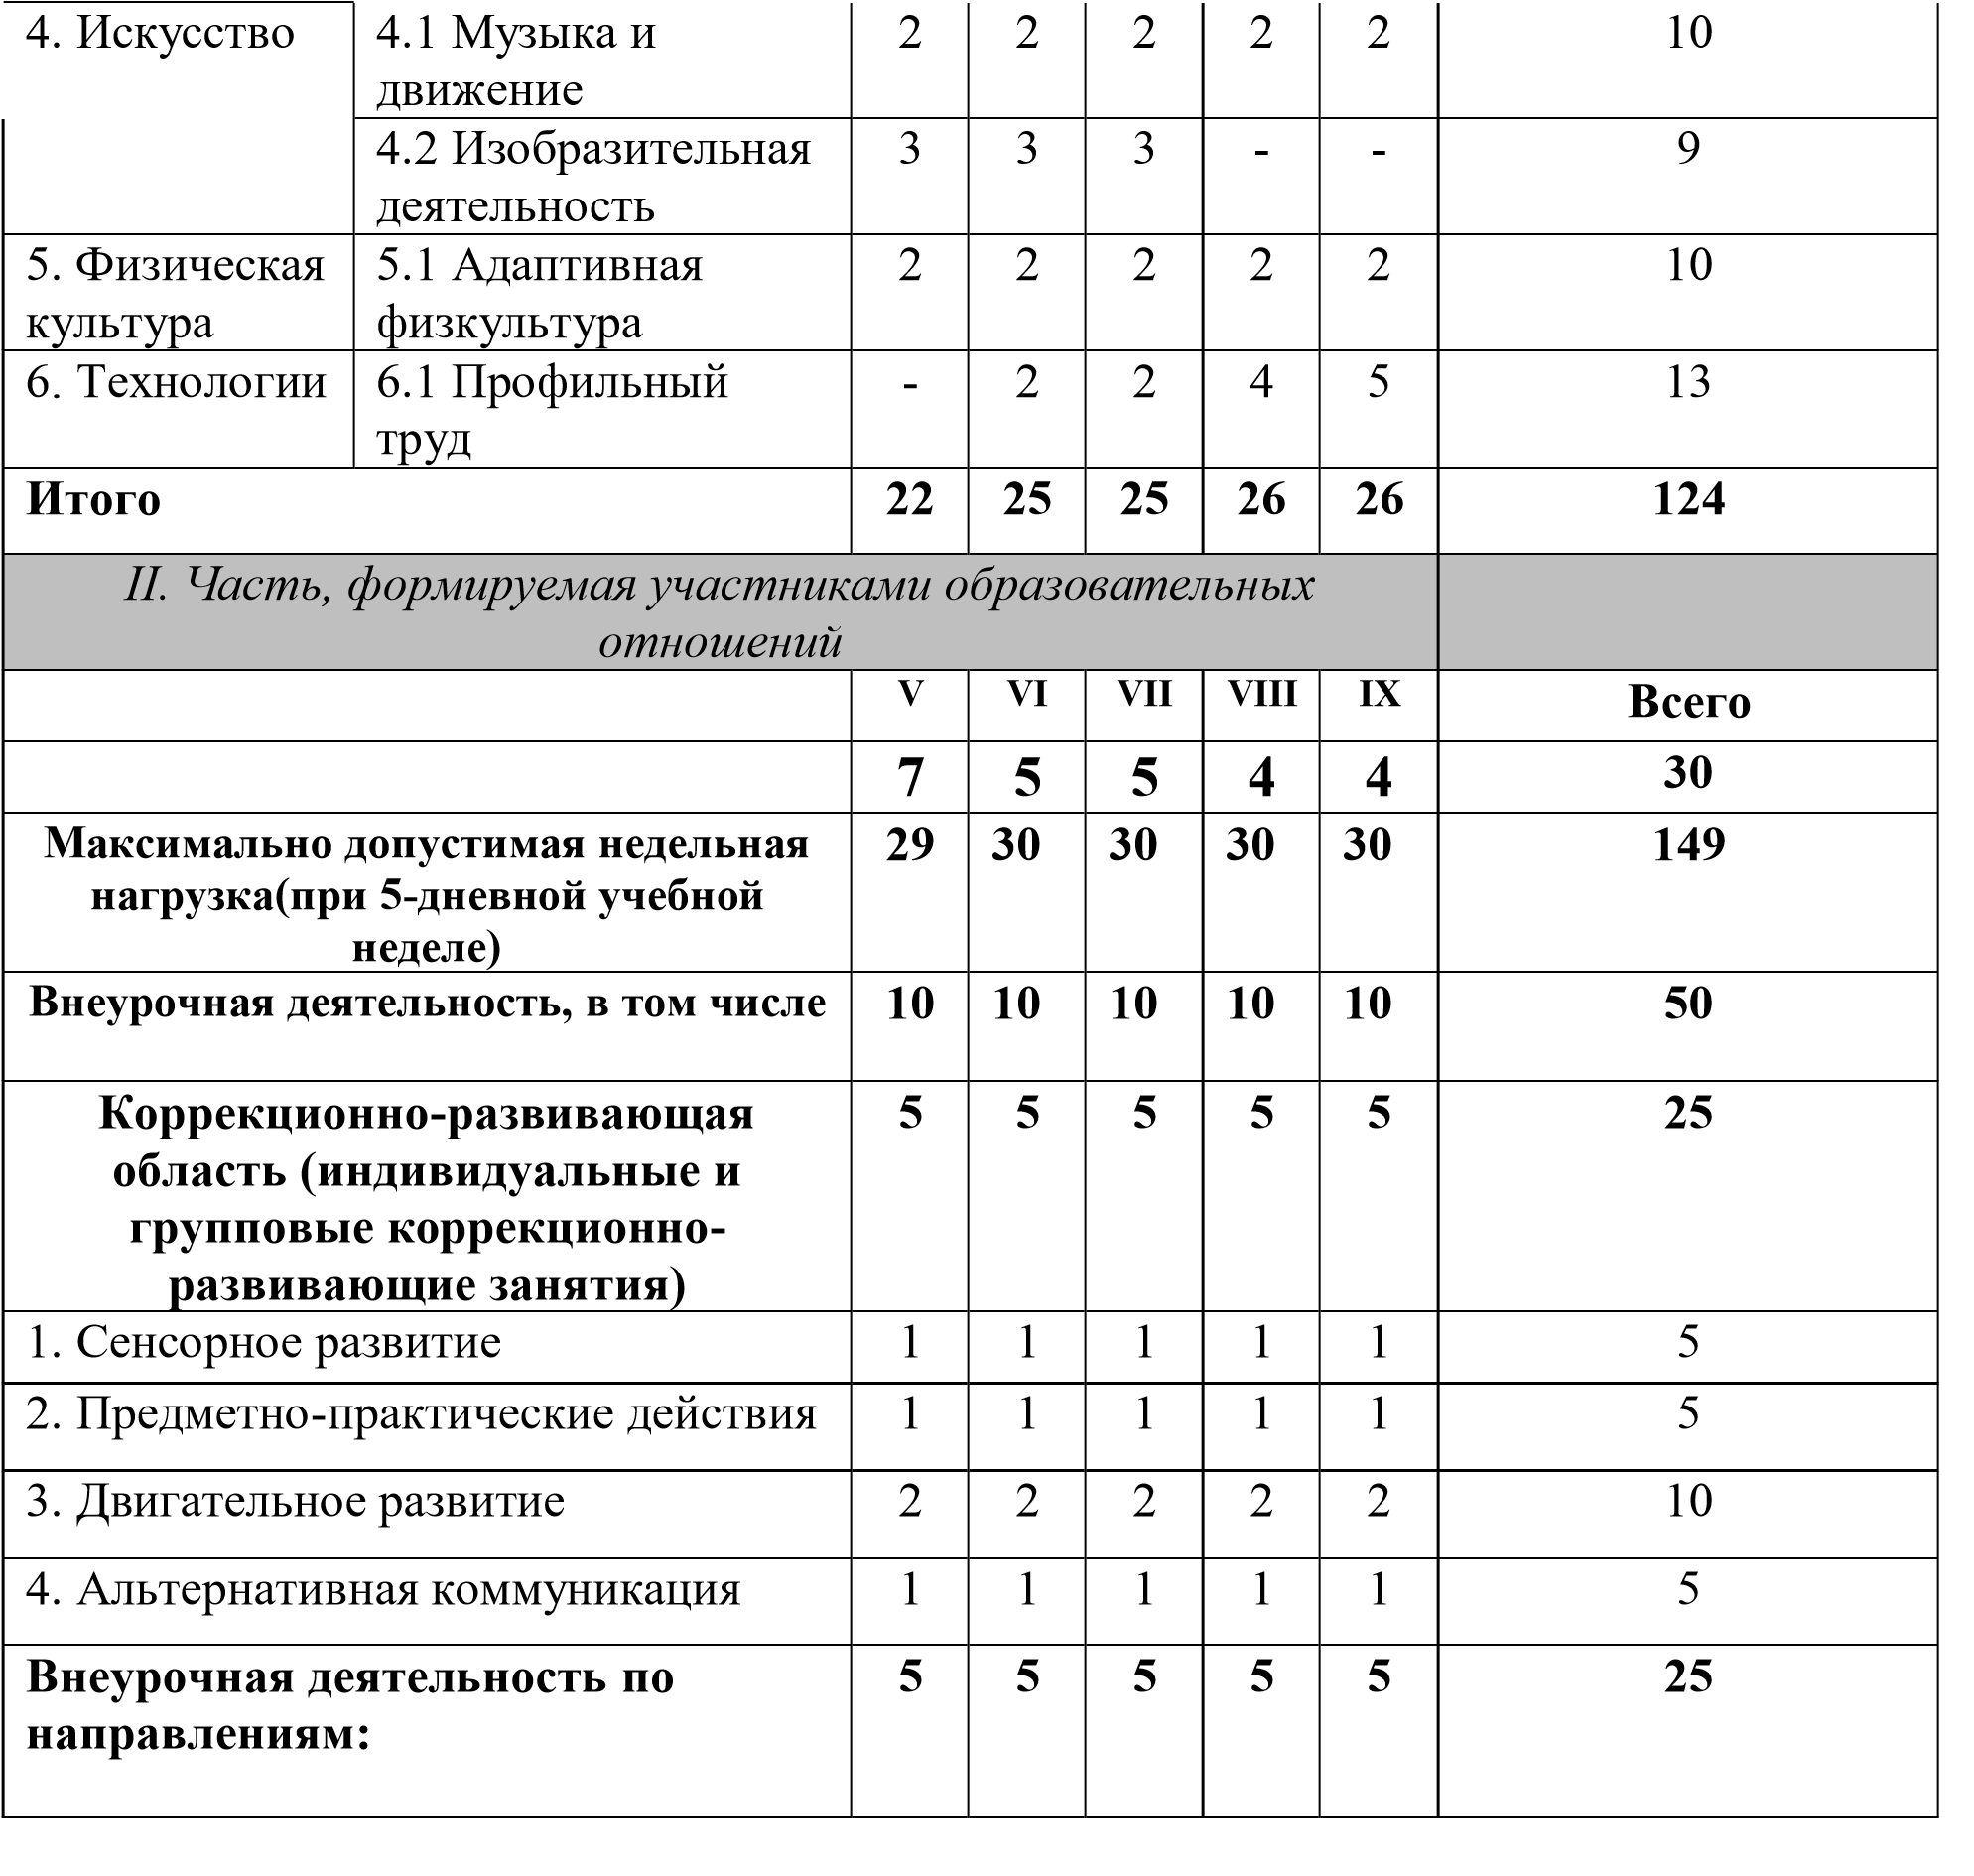 4. Искусство 4.1 Музыка и 2 2 2 2 2 10
движение
4.2 Изобразительная 3 3 3 - - 9
деятельность
5. Физическая 5.1 Адаптивная 2 2 2 2 2 10
культура физкультура
6. Технологии 6.1 Профильный - 2 2 4 5 13
труд
Итого 22 25 25 26 26 124
II. Часть, формируемая участниками образовательных
отношений
V VI VII VIII IX Всего
7 5 5 4 4 30
Максимально допустимая недельная 29 30 30 30 30 149
нагрузка(при 5-дневной учебной
неделе)
Внеурочная деятельность, в том числе 10 10 10 10 10 50
Коррекционно-развивающая 5 5 5 5 5 25
область (индивидуальные и
групповые коррекционно-
развивающие занятия)
1. Сенсорное развитие 1 1 1 1 1 5
2. Предметно-практические действия 1 1 1 1 1 5
3. Двигательное развитие 2 2 2 2 2 10
4. Альтернативная коммуникация 1 1 1 1 1 5
Внеурочная деятельность по 5 5 5 5 5 25
направлениям: